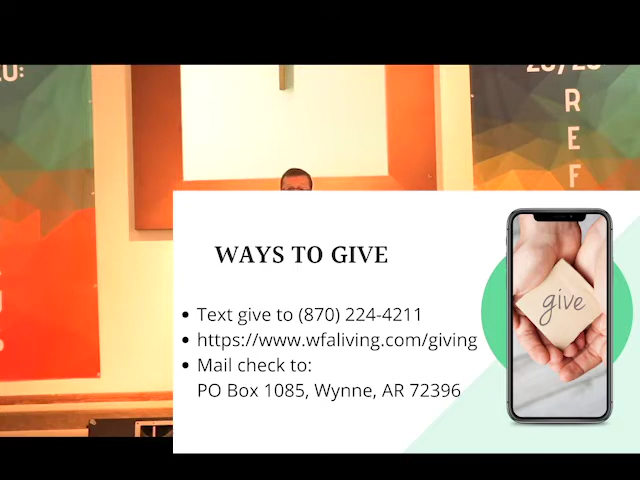 R
E
F
WAYS TO GIVE
Text give to (870) 224-4211
https://www.wfaliving.com/giving
Mail check to:
PO Box 1085, Wynne, AR 72396
give